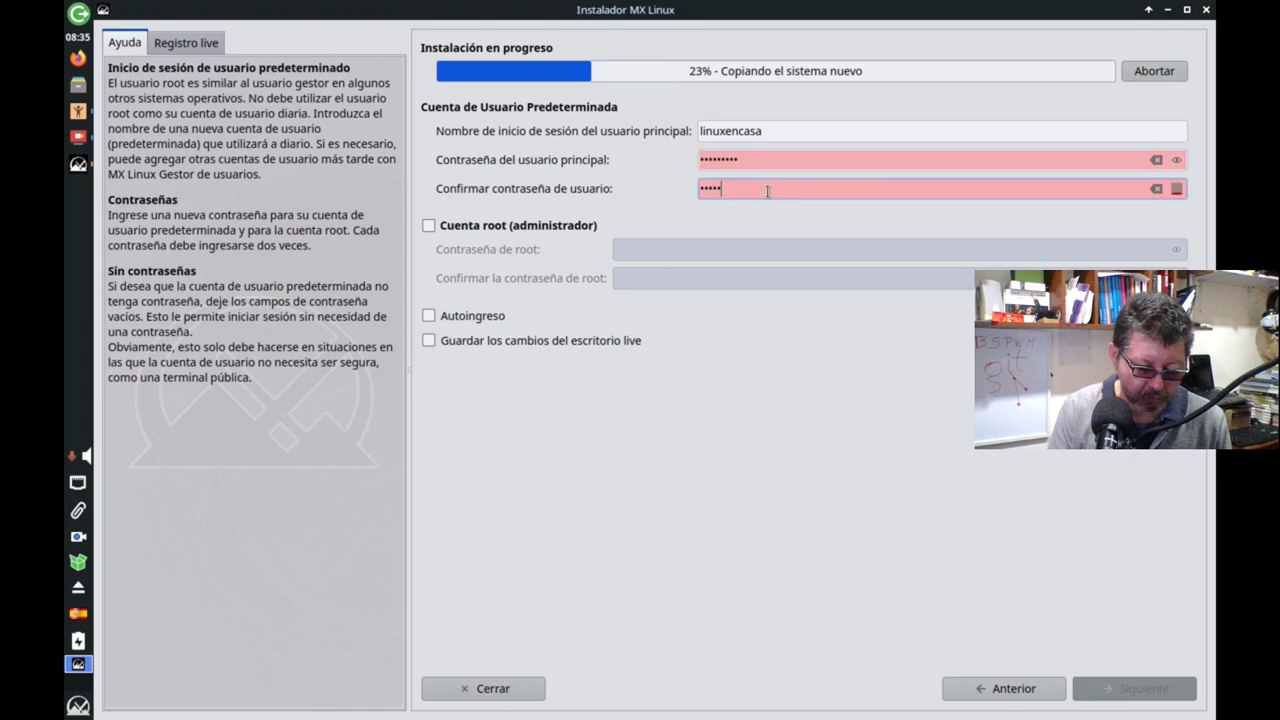 Instalador MX Linux
08:35
Ayuda
Registro live
Inicio de sesión de usuario predeterminado
El usuario root es similar al usuario gestor en algunos
otros sistemas operativos. No debe utilizar el usuario
root como su cuenta de usuario diaria. Introduzca el
nombre de una nueva cuenta de usuario
(predeterminada) que utilizará a diario. Si es necesario,
puede agregar otras cuentas de usuario más tarde con
MX Linux Gestor de usuarios.
Contraseñas
Ingrese una nueva contraseña para su cuenta de
usuario predeterminada y para la cuenta root. Cada
contraseña debe ingresarse dos veces.
Sin contraseñas
Si desea que la cuenta de usuario predeterminada no
tenga contraseña, deje los campos de contraseña
vacíos. Esto le permite iniciar sesión sin necesidad de
una contraseña.
Obviamente, esto solo debe hacerse en situaciones en
las que la cuenta de usuario no necesita ser segura,
como una terminal pública.
Instalación en progreso
23% - Copiando el sistema nuevo
Abortar
Cuenta de Usuario Predeterminada
Nombre de inicio de sesión del usuario principal:
linuxencasa
Contraseña del usuario principal:
•••••••••
Confirmar contraseña de usuario:
•••••
Cuenta root (administrador)
Contraseña de root:
Confirmar la contraseña de root:
Autoingreso
Guardar los cambios del escritorio live
BSPWM
git
Cerrar
Anterior
Siguiente